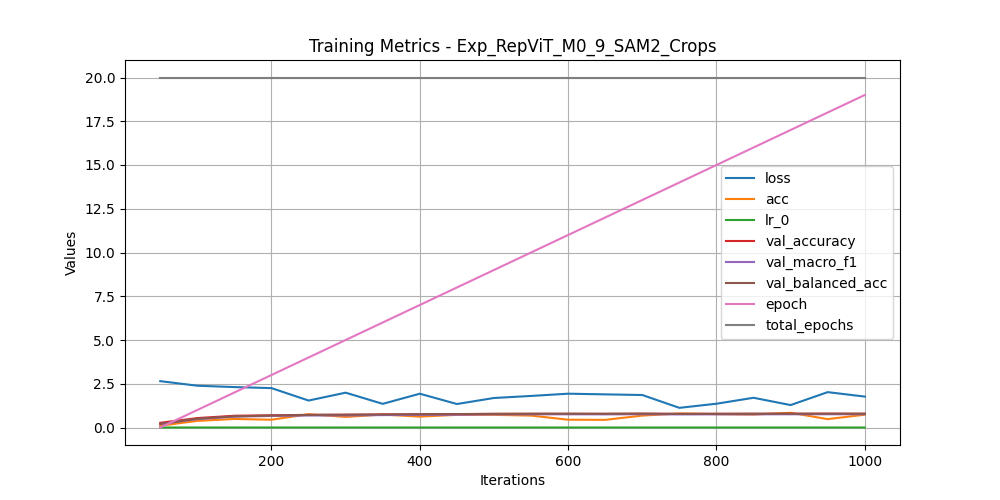 Training Metrics - Exp_RepViT_M0_9_SAM2_Crops
Values
20.0
17.5
15.0
12.5
10.0
7.5
5.0
2.5
0.0
loss
acc
lr_0
val_accuracy
val_macro_f1
val_balanced_acc
epoch
total_epochs
200 400 600 800 1000
Iterations